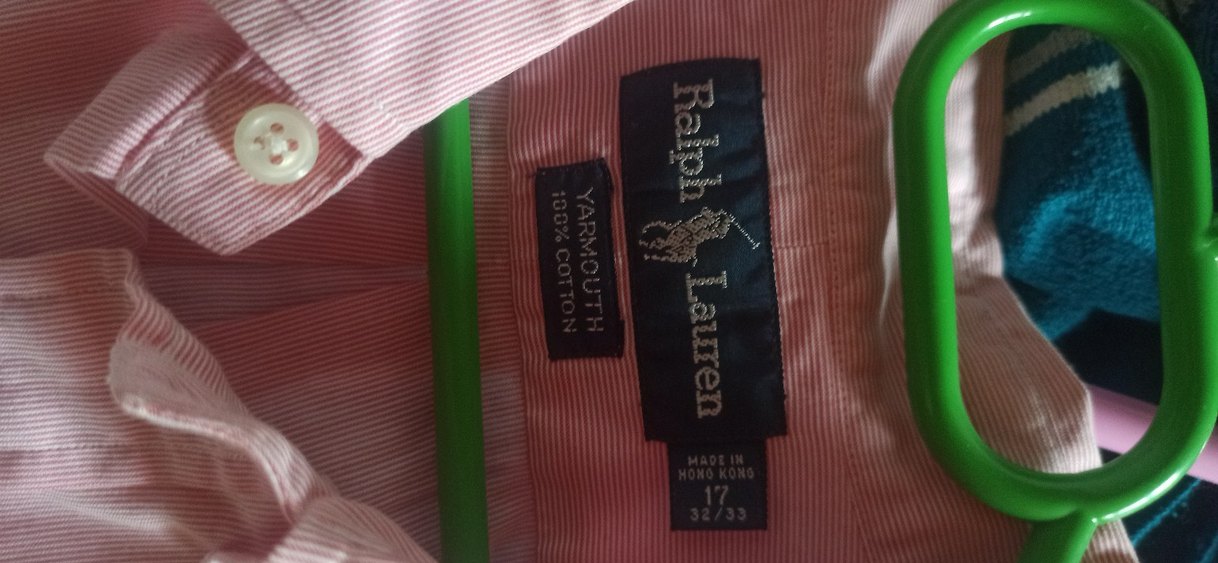 Ralph Lauren
YARMOUTH
100% COTTON
MADE IN
HONG KONG
17
32/33